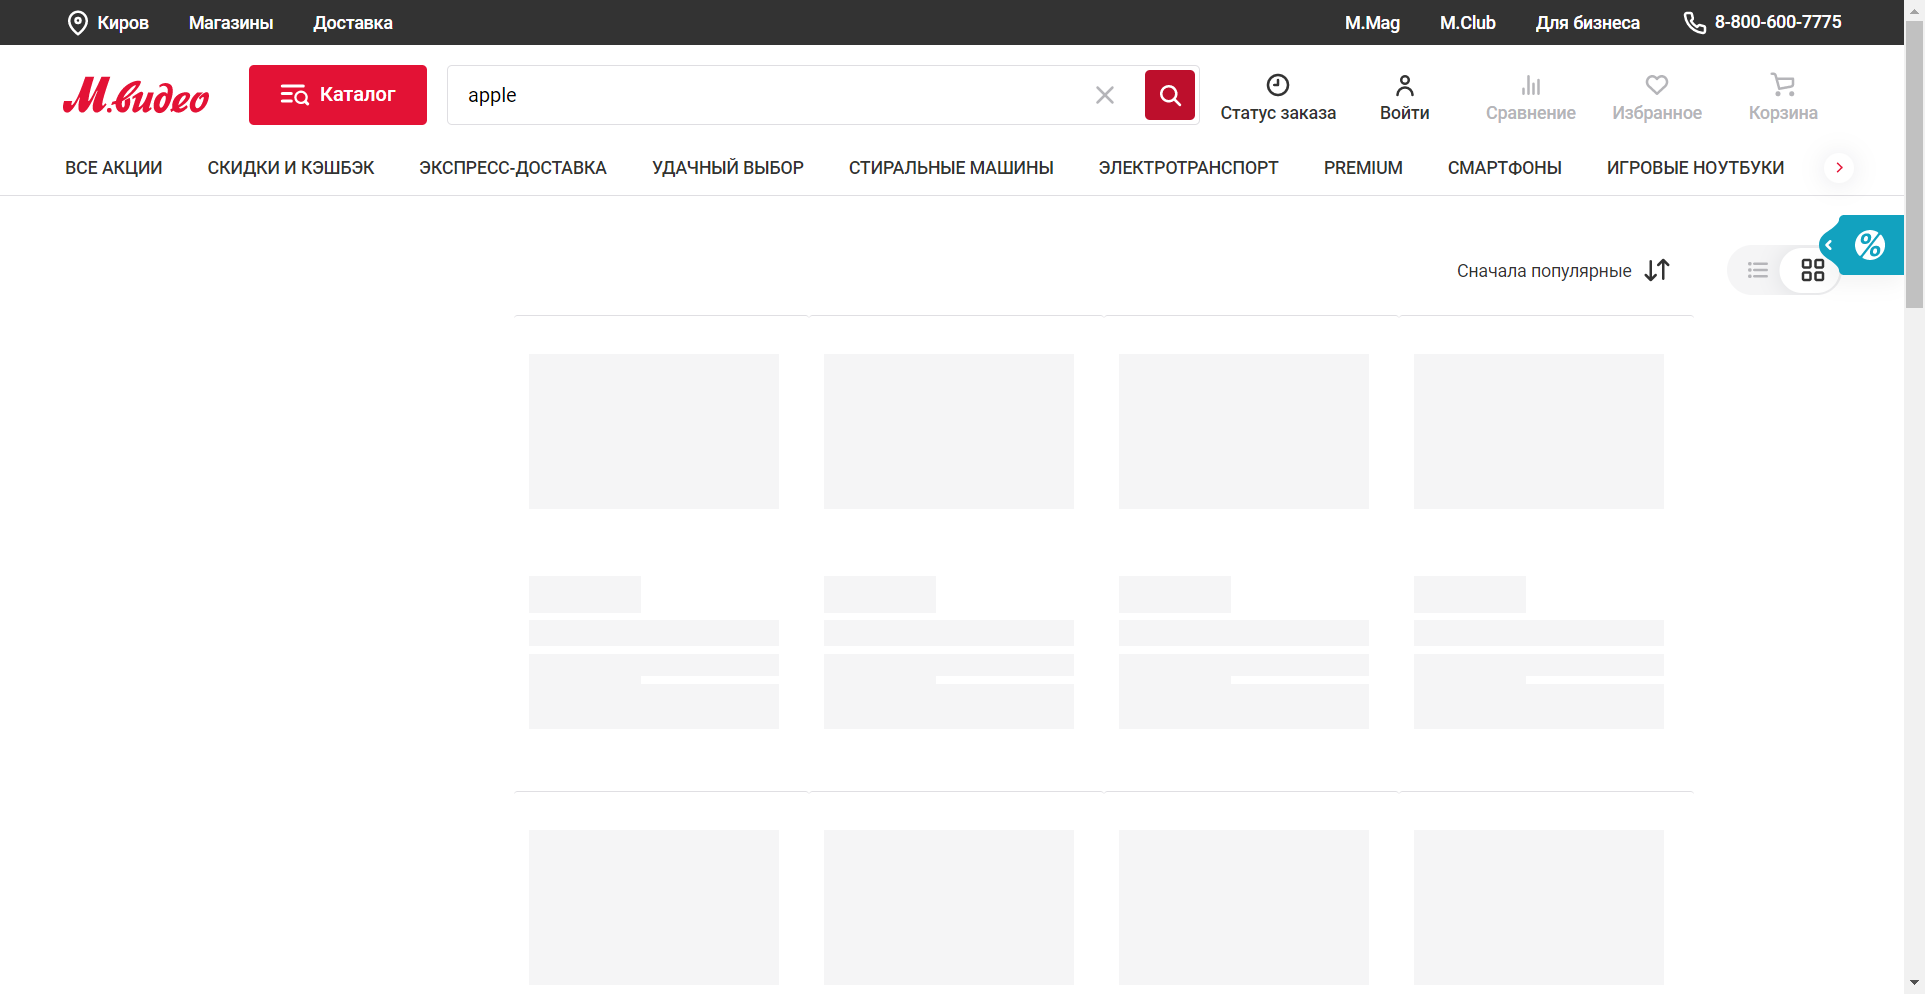 Киров Магазины Доставка M.Mag M.Club Для бизнеса 8-800-600-7775
М.видео Каталог apple Статус заказа Войти Сравнение Избранное Корзина
ВСЕ АКЦИИ СКИДКИ И КЭШБЭК ЭКСПРЕСС-ДОСТАВКА УДАЧНЫЙ ВЫБОР СТИРАЛЬНЫЕ МАШИНЫ ЭЛЕКТРОТРАНСПОРТ PREMIUM СМАРТФОНЫ ИГРОВЫЕ НОУТБУКИ
%
Сначала популярные